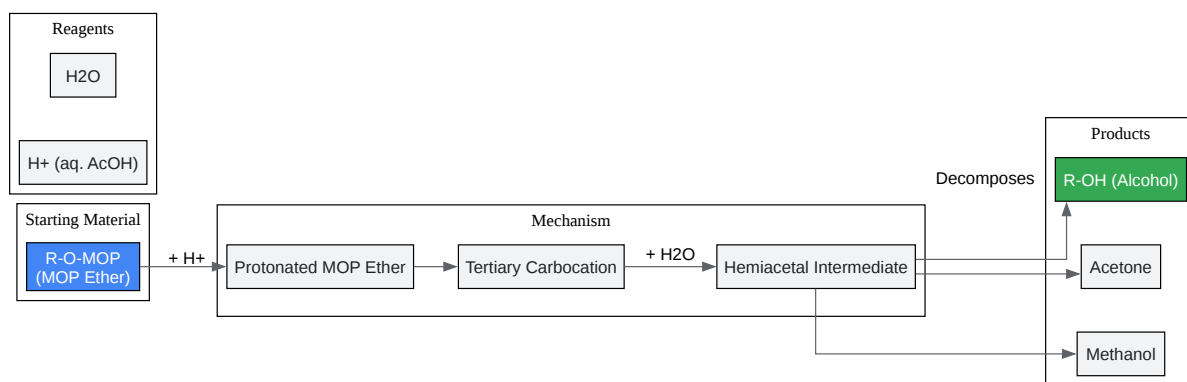 Reagents
H2O
H+ (aq. AcOH)
Starting Material
R-O-MOP
(MOP Ether)
+ H+
Mechanism
Protonated MOP Ether
Tertiary Carbocation
+ H2O
Hemiacetal Intermediate
Decomposes
Products
R-OH (Alcohol)
Acetone
Methanol